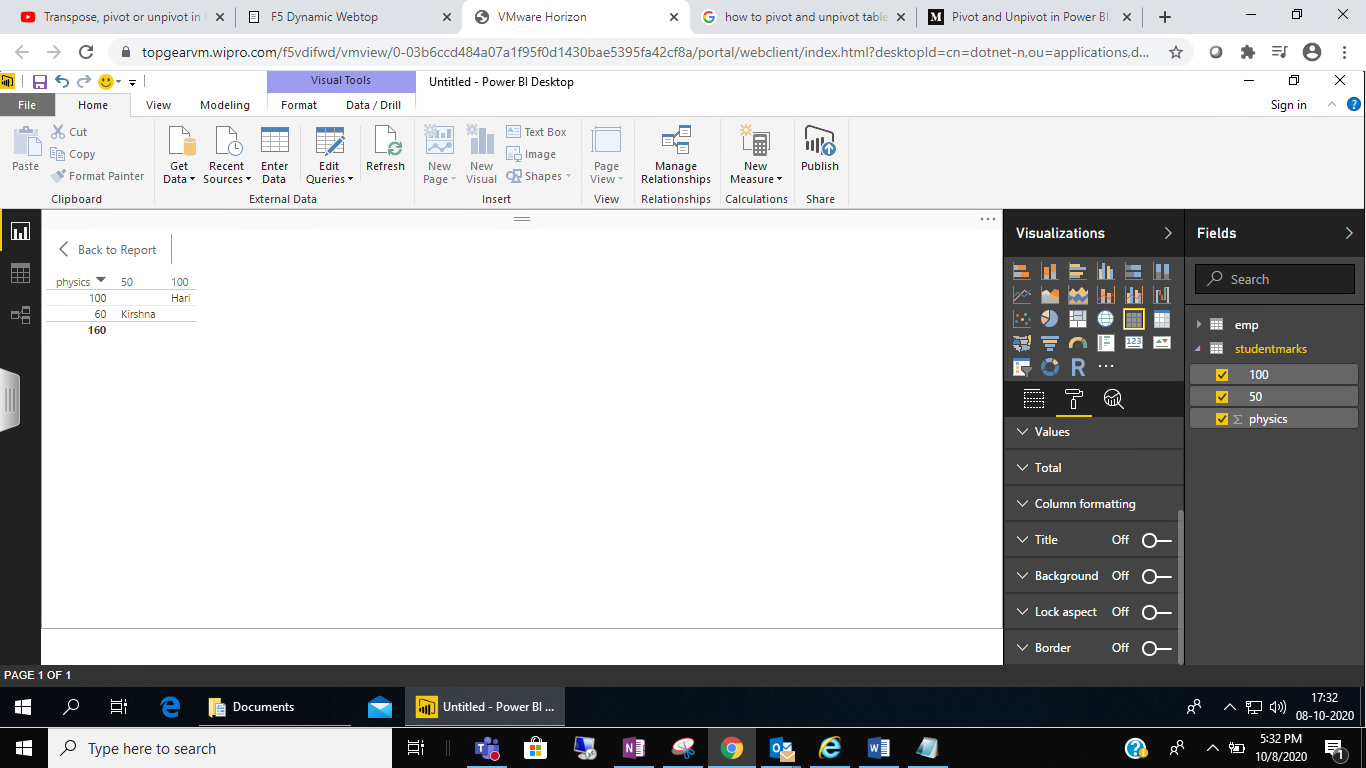 Transpose, pivot or unpivot in
F5 Dynamic Webtop
VMware Horizon
how to pivot and unpivot table
Pivot and Unpivot in Power BI.
topgearvm.wipro.com/f5vdifwd/vmview/0-03b6ccd484a07a1f95f0d1430bae5395fa42cf8a/portal/webclient/index.html?desktopId=cn=dotnet-n,ou=applications,d...
Visual Tools
Untitled - Power BI Desktop
File Home View Modeling Format Data / Drill Sign in
Paste
Cut
Copy
Format Painter
Clipboard
Get Data
Recent Sources
Enter Data
Edit Queries
Refresh
External Data
New Page
New Visual
Text Box
Image
Shapes
Insert
Page View
View
Manage Relationships
Relationships
New Measure
Calculations
Publish
Share
Back to Report
physics 50 100
100 Hari
60 Kirshna
160
Visualizations
R
123
Values
Total
Column formatting
Title Off
Background Off
Lock aspect Off
Border Off
Fields
Search
emp
studentmarks
100
50
Σ physics
PAGE 1 OF 1
Documents
Untitled - Power BI ...
17:32
08-10-2020
Type here to search
5:32 PM
10/8/2020
1